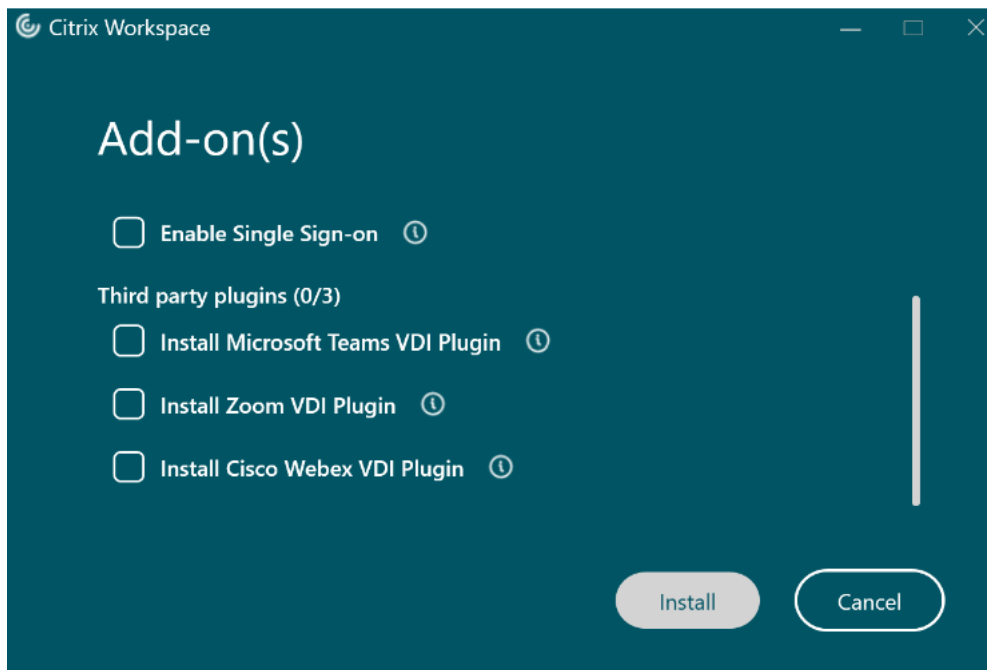 Citrix Workspace
Add-on(s)
Enable Single Sign-on
Third party plugins (0/3)
Install Microsoft Teams VDI Plugin
Install Zoom VDI Plugin
Install Cisco Webex VDI Plugin
Install
Cancel